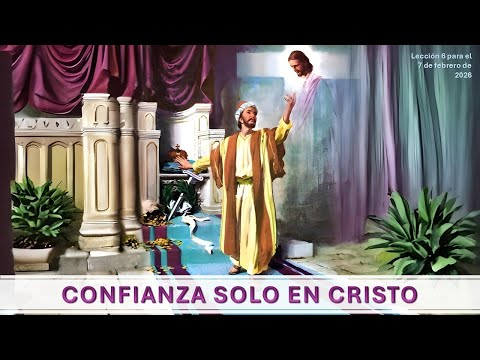 Lección 6 para el
7 de febrero de
2026
CONFIANZA SOLO EN CRISTO